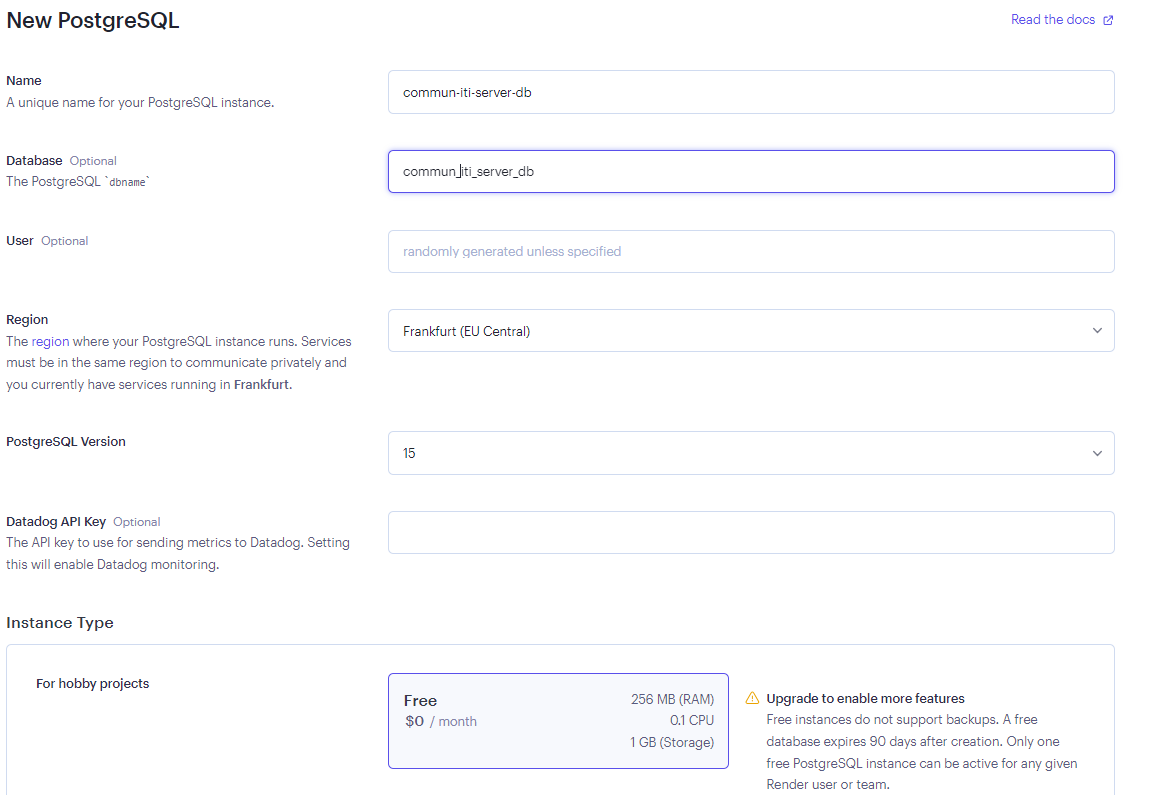 New PostgreSQL
Read the docs
Name
A unique name for your PostgreSQL instance.
commun-iti-server-db
Database Optional
The PostgreSQL `dbname`
commun_iti_server_db
User Optional
randomly generated unless specified
Region
The region where your PostgreSQL instance runs. Services
must be in the same region to communicate privately and
you currently have services running in Frankfurt.
Frankfurt (EU Central)
PostgreSQL Version
15
Datadog API Key Optional
The API key to use for sending metrics to Datadog. Setting
this will enable Datadog monitoring.
Instance Type
For hobby projects
Free
$0 / month
256 MB (RAM)
0.1 CPU
1 GB (Storage)
Upgrade to enable more features
Free instances do not support backups. A free
database expires 90 days after creation. Only one
free PostgreSQL instance can be active for any given
Render user or team.